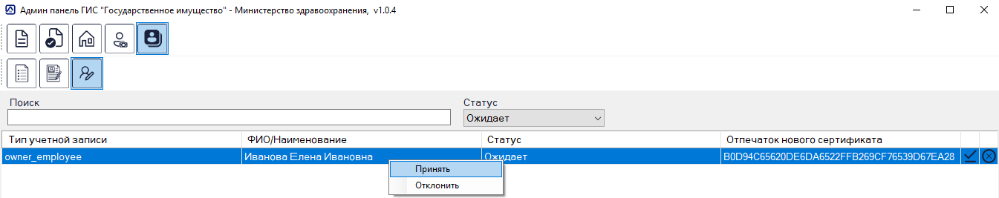 Админ панель ГИС "Государственное имущество" - Министерство здравоохранения, v1.0.4
Поиск
Статус
Ожидает
Тип учетной записи ФИО/Наименование Статус Отпечаток нового сертификата
owner_employee Иванова Елена Ивановна Ожидает B0D94C65620DE6DA6522FFB269CF76539D67EA28
Принять
Отклонить